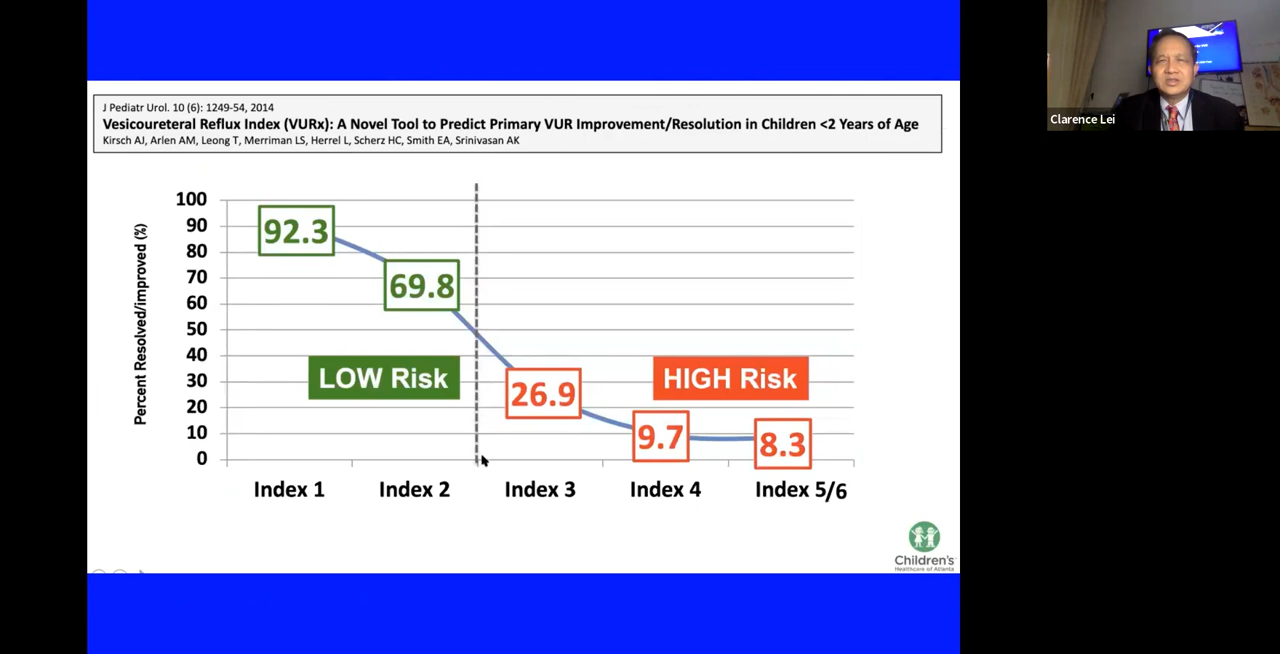 J Pediatr Urol. 10 (6): 1249-54, 2014
Vesicoureteral Reflux Index (VURx): A Novel Tool to Predict Primary VUR Improvement/Resolution in Children <2 Years of Age
Kirsch AJ, Arlen AM, Leong T, Merriman LS, Herrel L, Scherz HC, Smith EA, Srinivasan AK
Clarence Lei
Percent Resolved/improved (%)
100
90
80
70
60
50
40
30
20
10
0
92.3
69.8
26.9
9.7
8.3
LOW Risk
HIGH Risk
Index 1
Index 2
Index 3
Index 4
Index 5/6
Children's
Healthcare of Atlanta